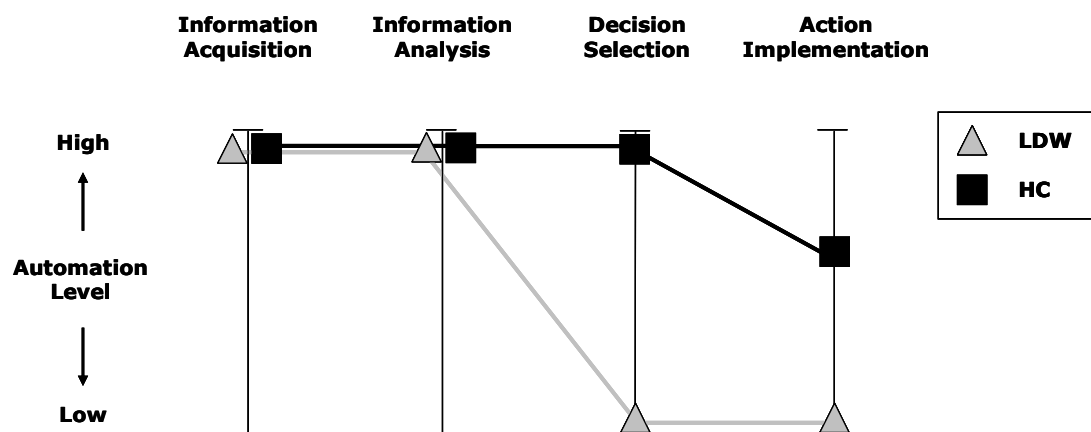 Information
Acquisition
Information
Analysis
Decision
Selection
Action
Implementation
High
Automation
Level
Low
LDW
HC